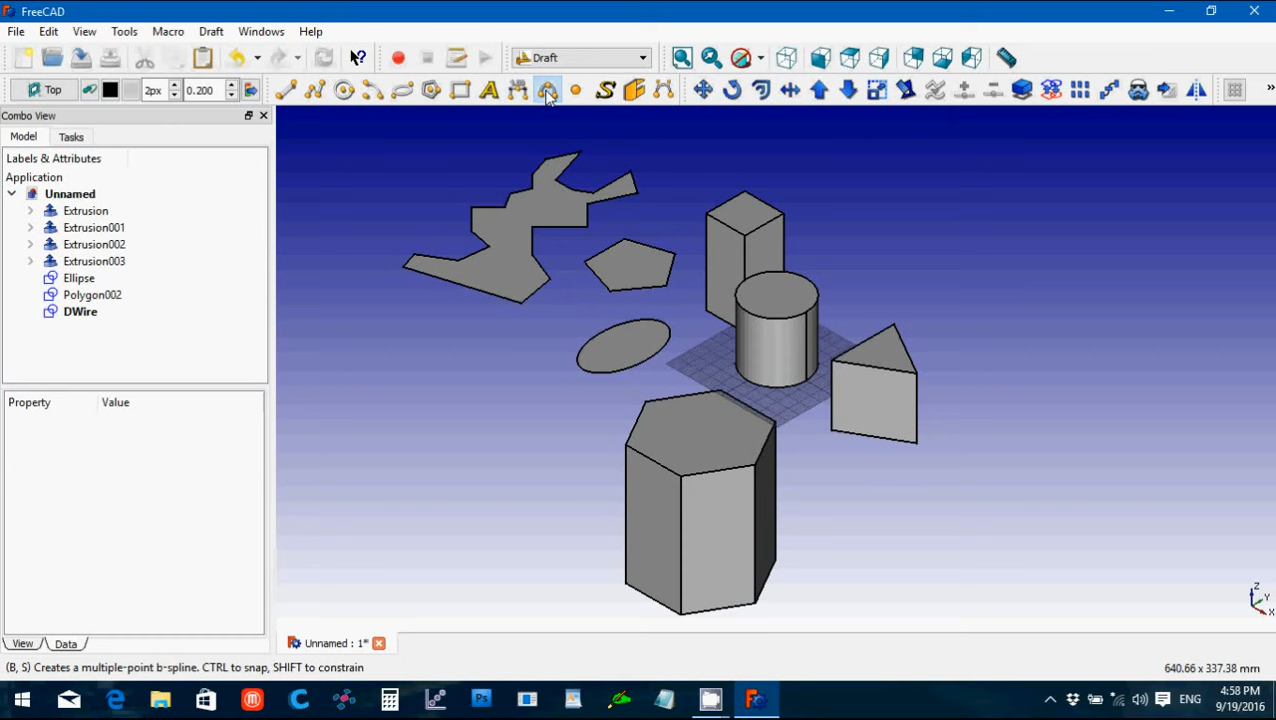 FreeCAD
File Edit View Tools Macro Draft Windows Help
Draft
Top 2px 0.200 A S »
Combo View
Model Tasks
Labels & Attributes
Application
Unnamed
Extrusion
Extrusion001
Extrusion002
Extrusion003
Ellipse
Polygon002
DWire
Property Value
View Data
Unnamed : 1*
Z
Y
X
(B, S) Creates a multiple-point b-spline. CTRL to snap, SHIFT to constrain 640.66 x 337.38 mm
Ps ENG 4:58 PM
9/19/2016